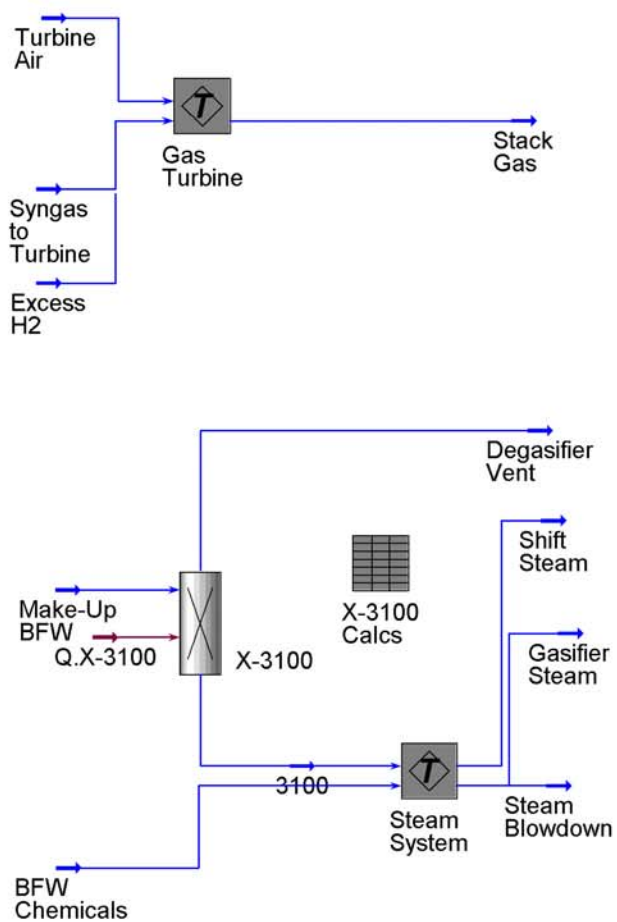 Turbine
Air
T
Gas
Turbine
Stack
Gas
Syngas
to
Turbine
Excess
H2
Degasifier
Vent
Shift
Steam
X-3100
Calcs
Make-Up
BFW
Q.X-3100
X-3100
Gasifier
Steam
3100
T
Steam
System
Steam
Blowdown
BFW
Chemicals